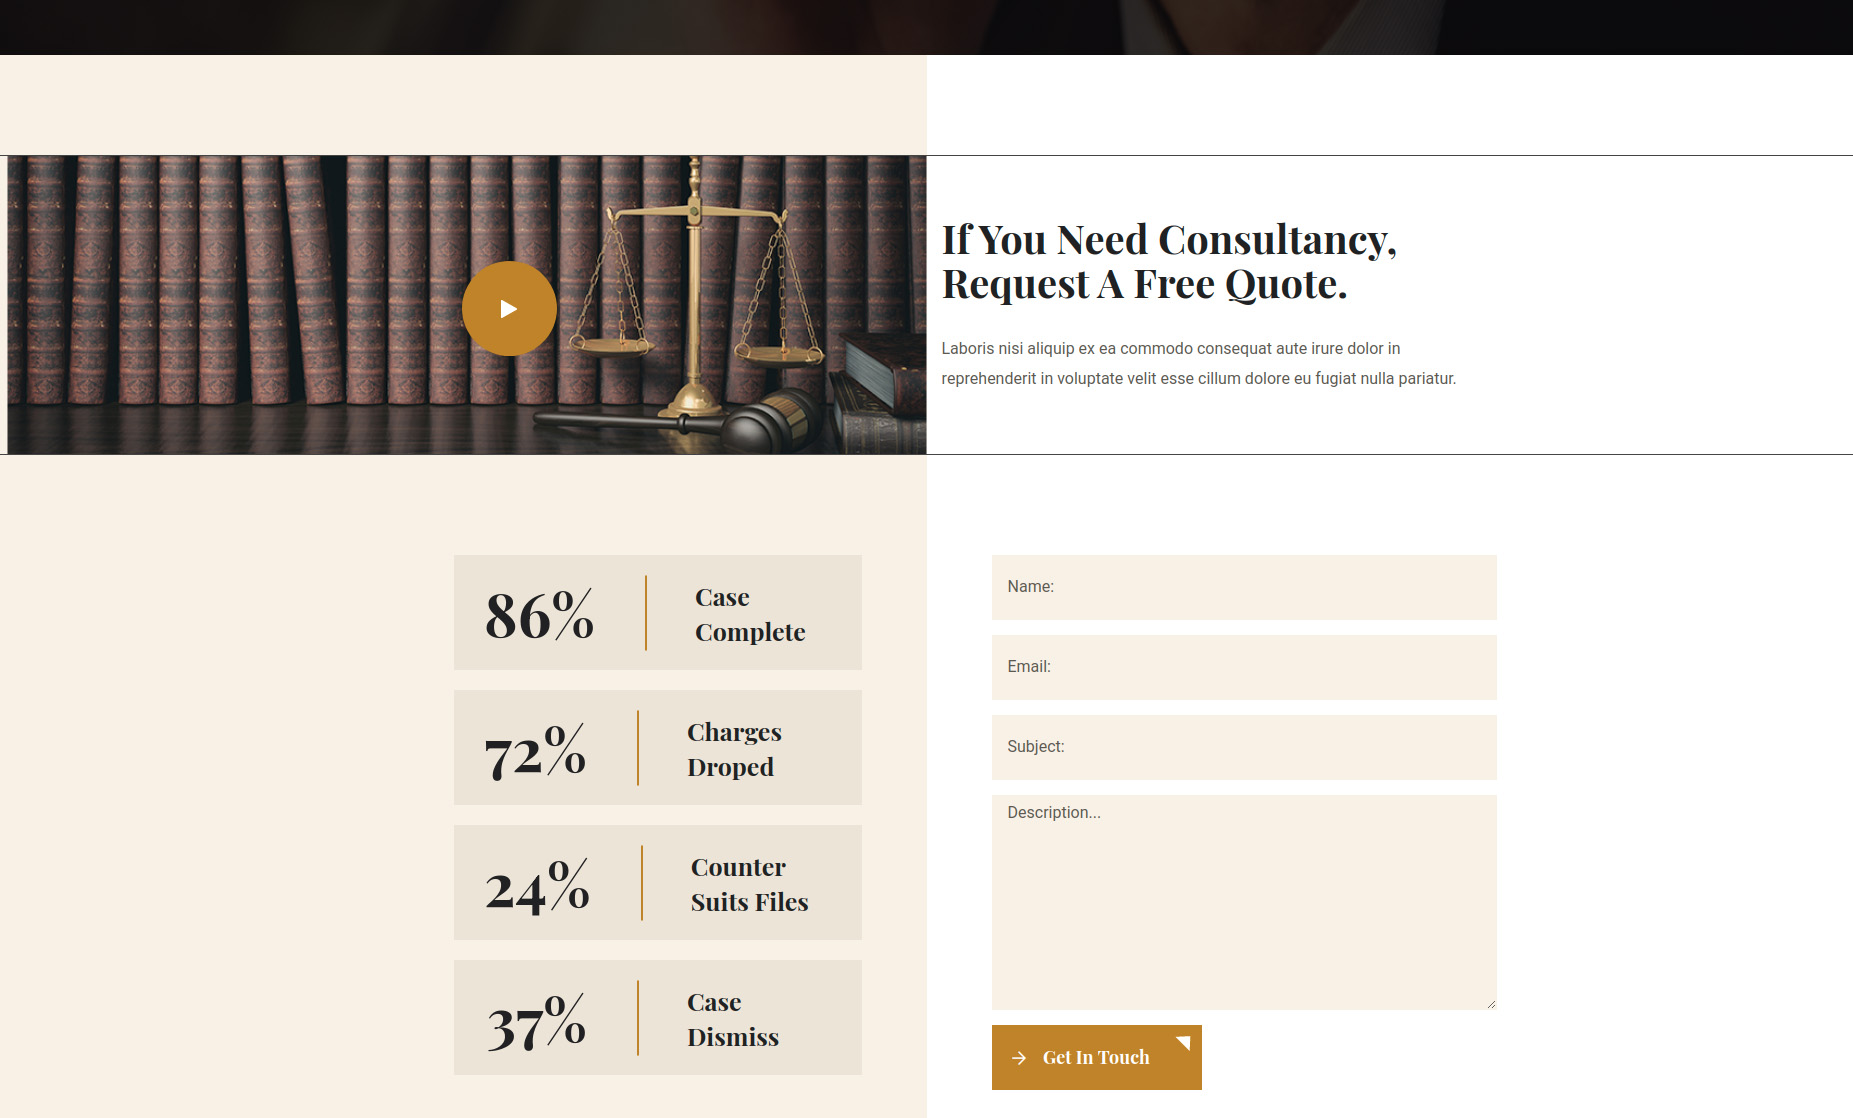 If You Need Consultancy,
Request A Free Quote.
Laboris nisi aliquip ex ea commodo consequat aute irure dolor in
reprehenderit in voluptate velit esse cillum dolore eu fugiat nulla pariatur.
86%
Case
Complete
72%
Charges
Droped
24%
Counter
Suits Files
37%
Case
Dismiss
Name:
Email:
Subject:
Description...
Get In Touch